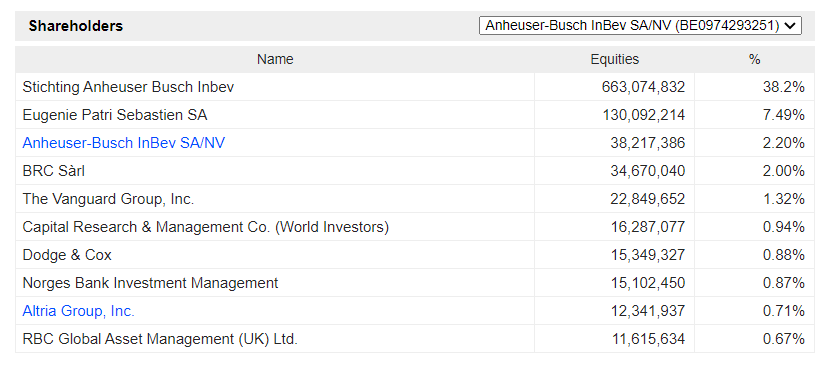 Shareholders Anheuser-Busch InBev SA/NV (BE0974293251)
Name Equities %
Stichting Anheuser Busch Inbev 663,074,832 38.2%
Eugenie Patri Sebastien SA 130,092,214 7.49%
Anheuser-Busch InBev SA/NV 38,217,386 2.20%
BRC Sàrl 34,670,040 2.00%
The Vanguard Group, Inc. 22,849,652 1.32%
Capital Research & Management Co. (World Investors) 16,287,077 0.94%
Dodge & Cox 15,349,327 0.88%
Norges Bank Investment Management 15,102,450 0.87%
Altria Group, Inc. 12,341,937 0.71%
RBC Global Asset Management (UK) Ltd. 11,615,634 0.67%